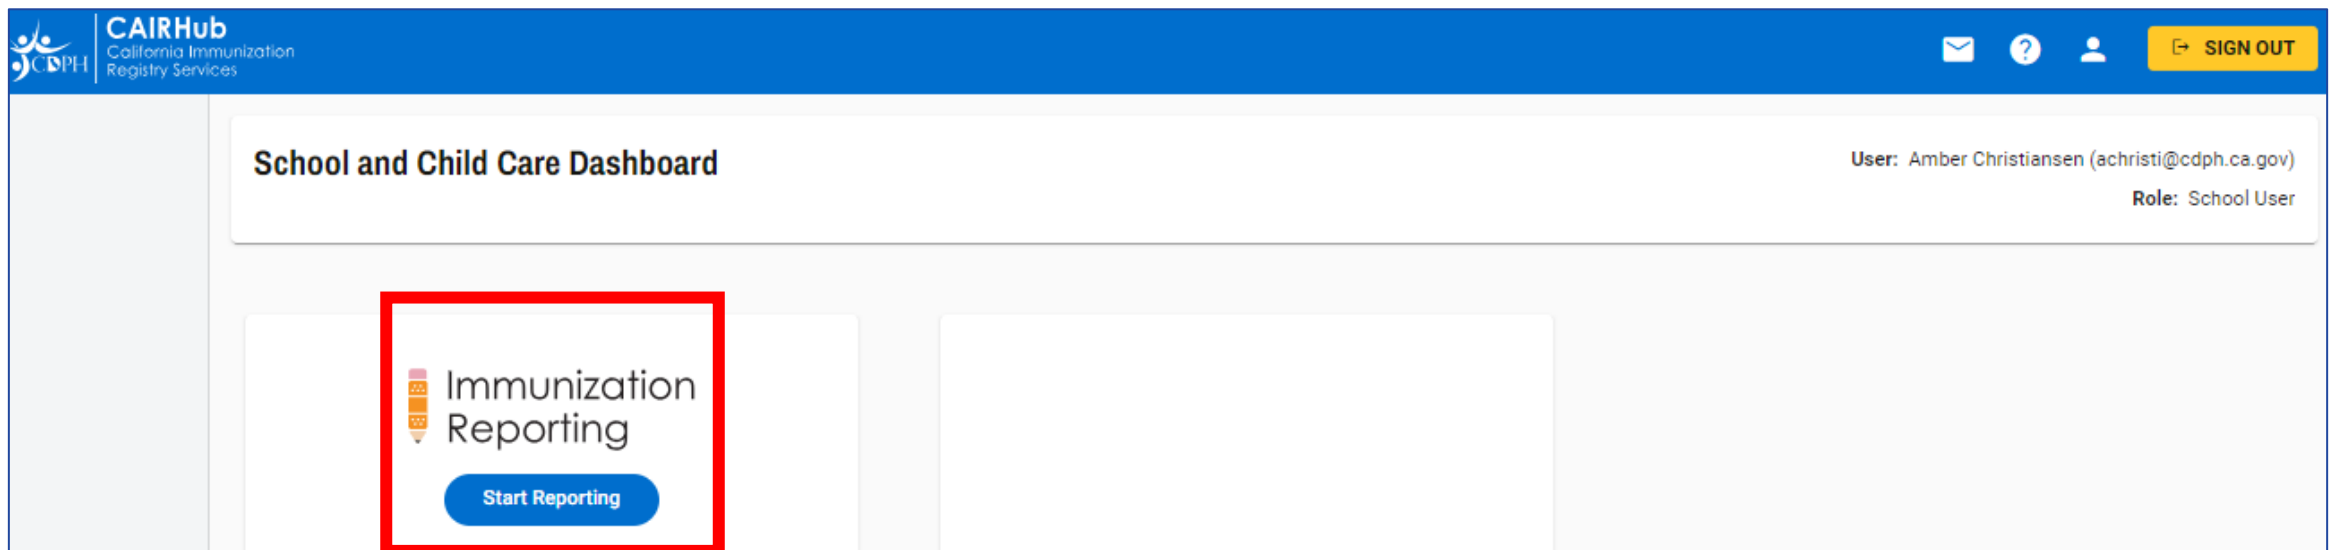 CDPH
CAIRHub
California Immunization
Registry Services
SIGN OUT
School and Child Care Dashboard
User: Amber Christiansen (achristi@cdph.ca.gov)
Role: School User
Immunization
Reporting
Start Reporting